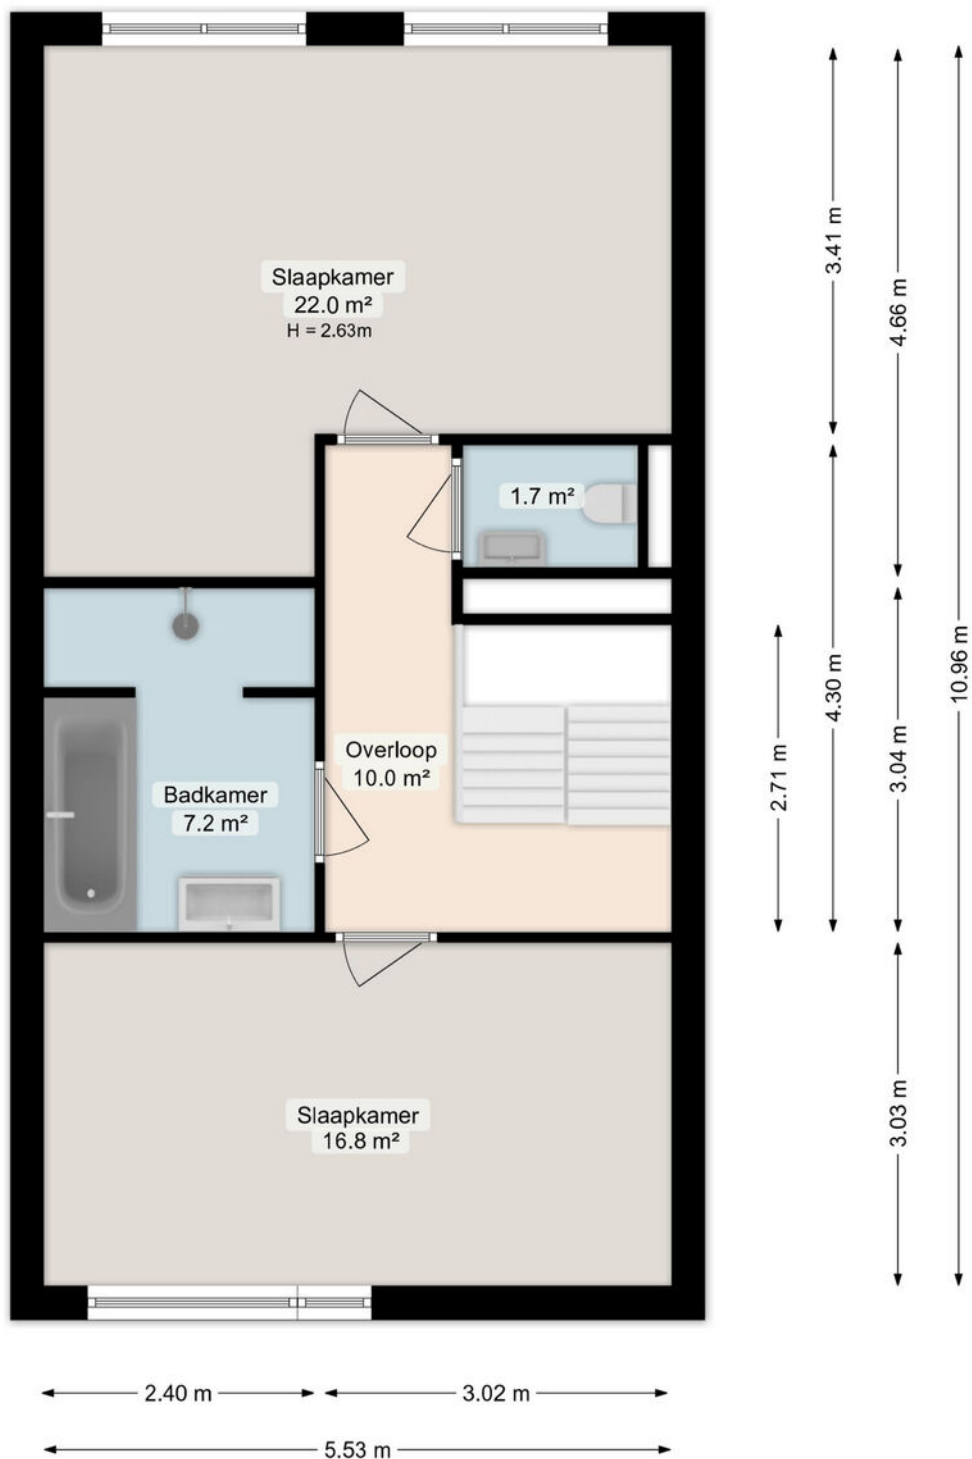 Slaapkamer
22.0 m²
H = 2.63m
1.7 m²
Overloop
10.0 m²
Badkamer
7.2 m²
Slaapkamer
16.8 m²
3.41 m
4.66 m
10.96 m
4.30 m
2.71 m
3.04 m
3.03 m
2.40 m
3.02 m
5.53 m